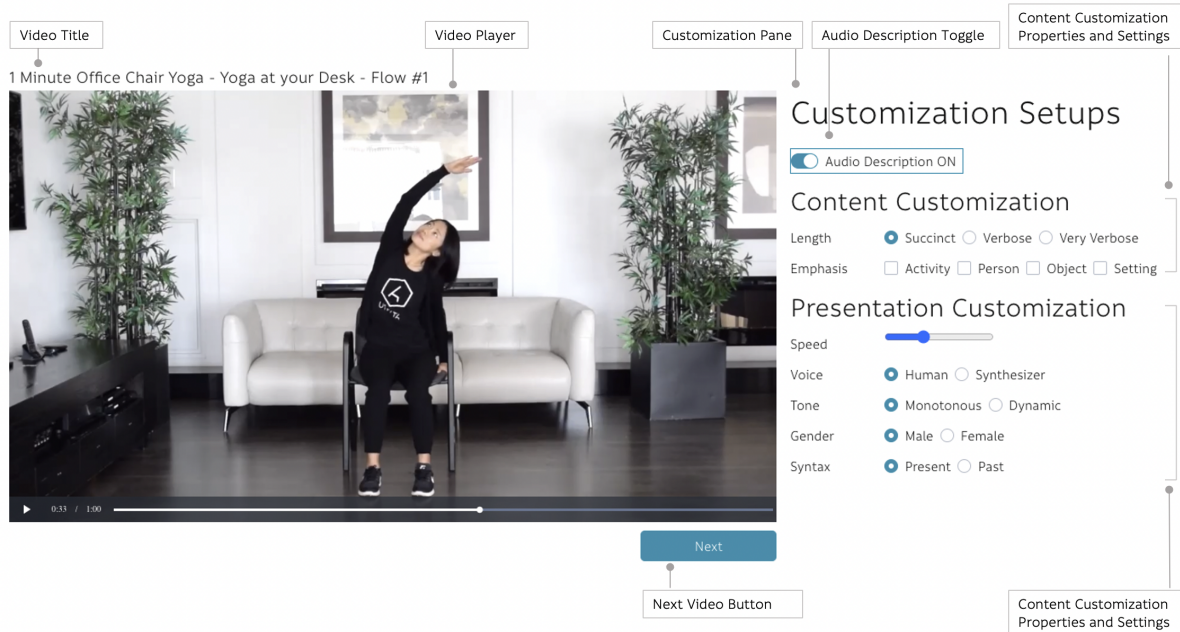 Video Title
Video Player
Customization Pane
Audio Description Toggle
Content Customization
Properties and Settings
1 Minute Office Chair Yoga - Yoga at your Desk - Flow #1
Customization Setups
Audio Description ON
Content Customization
Length Succinct Verbose Very Verbose
Emphasis Activity Person Object Setting
Presentation Customization
Speed
Voice Human Synthesizer
Tone Monotonous Dynamic
Gender Male Female
Syntax Present Past
0:33 / 1:00
Next
Next Video Button
Content Customization
Properties and Settings